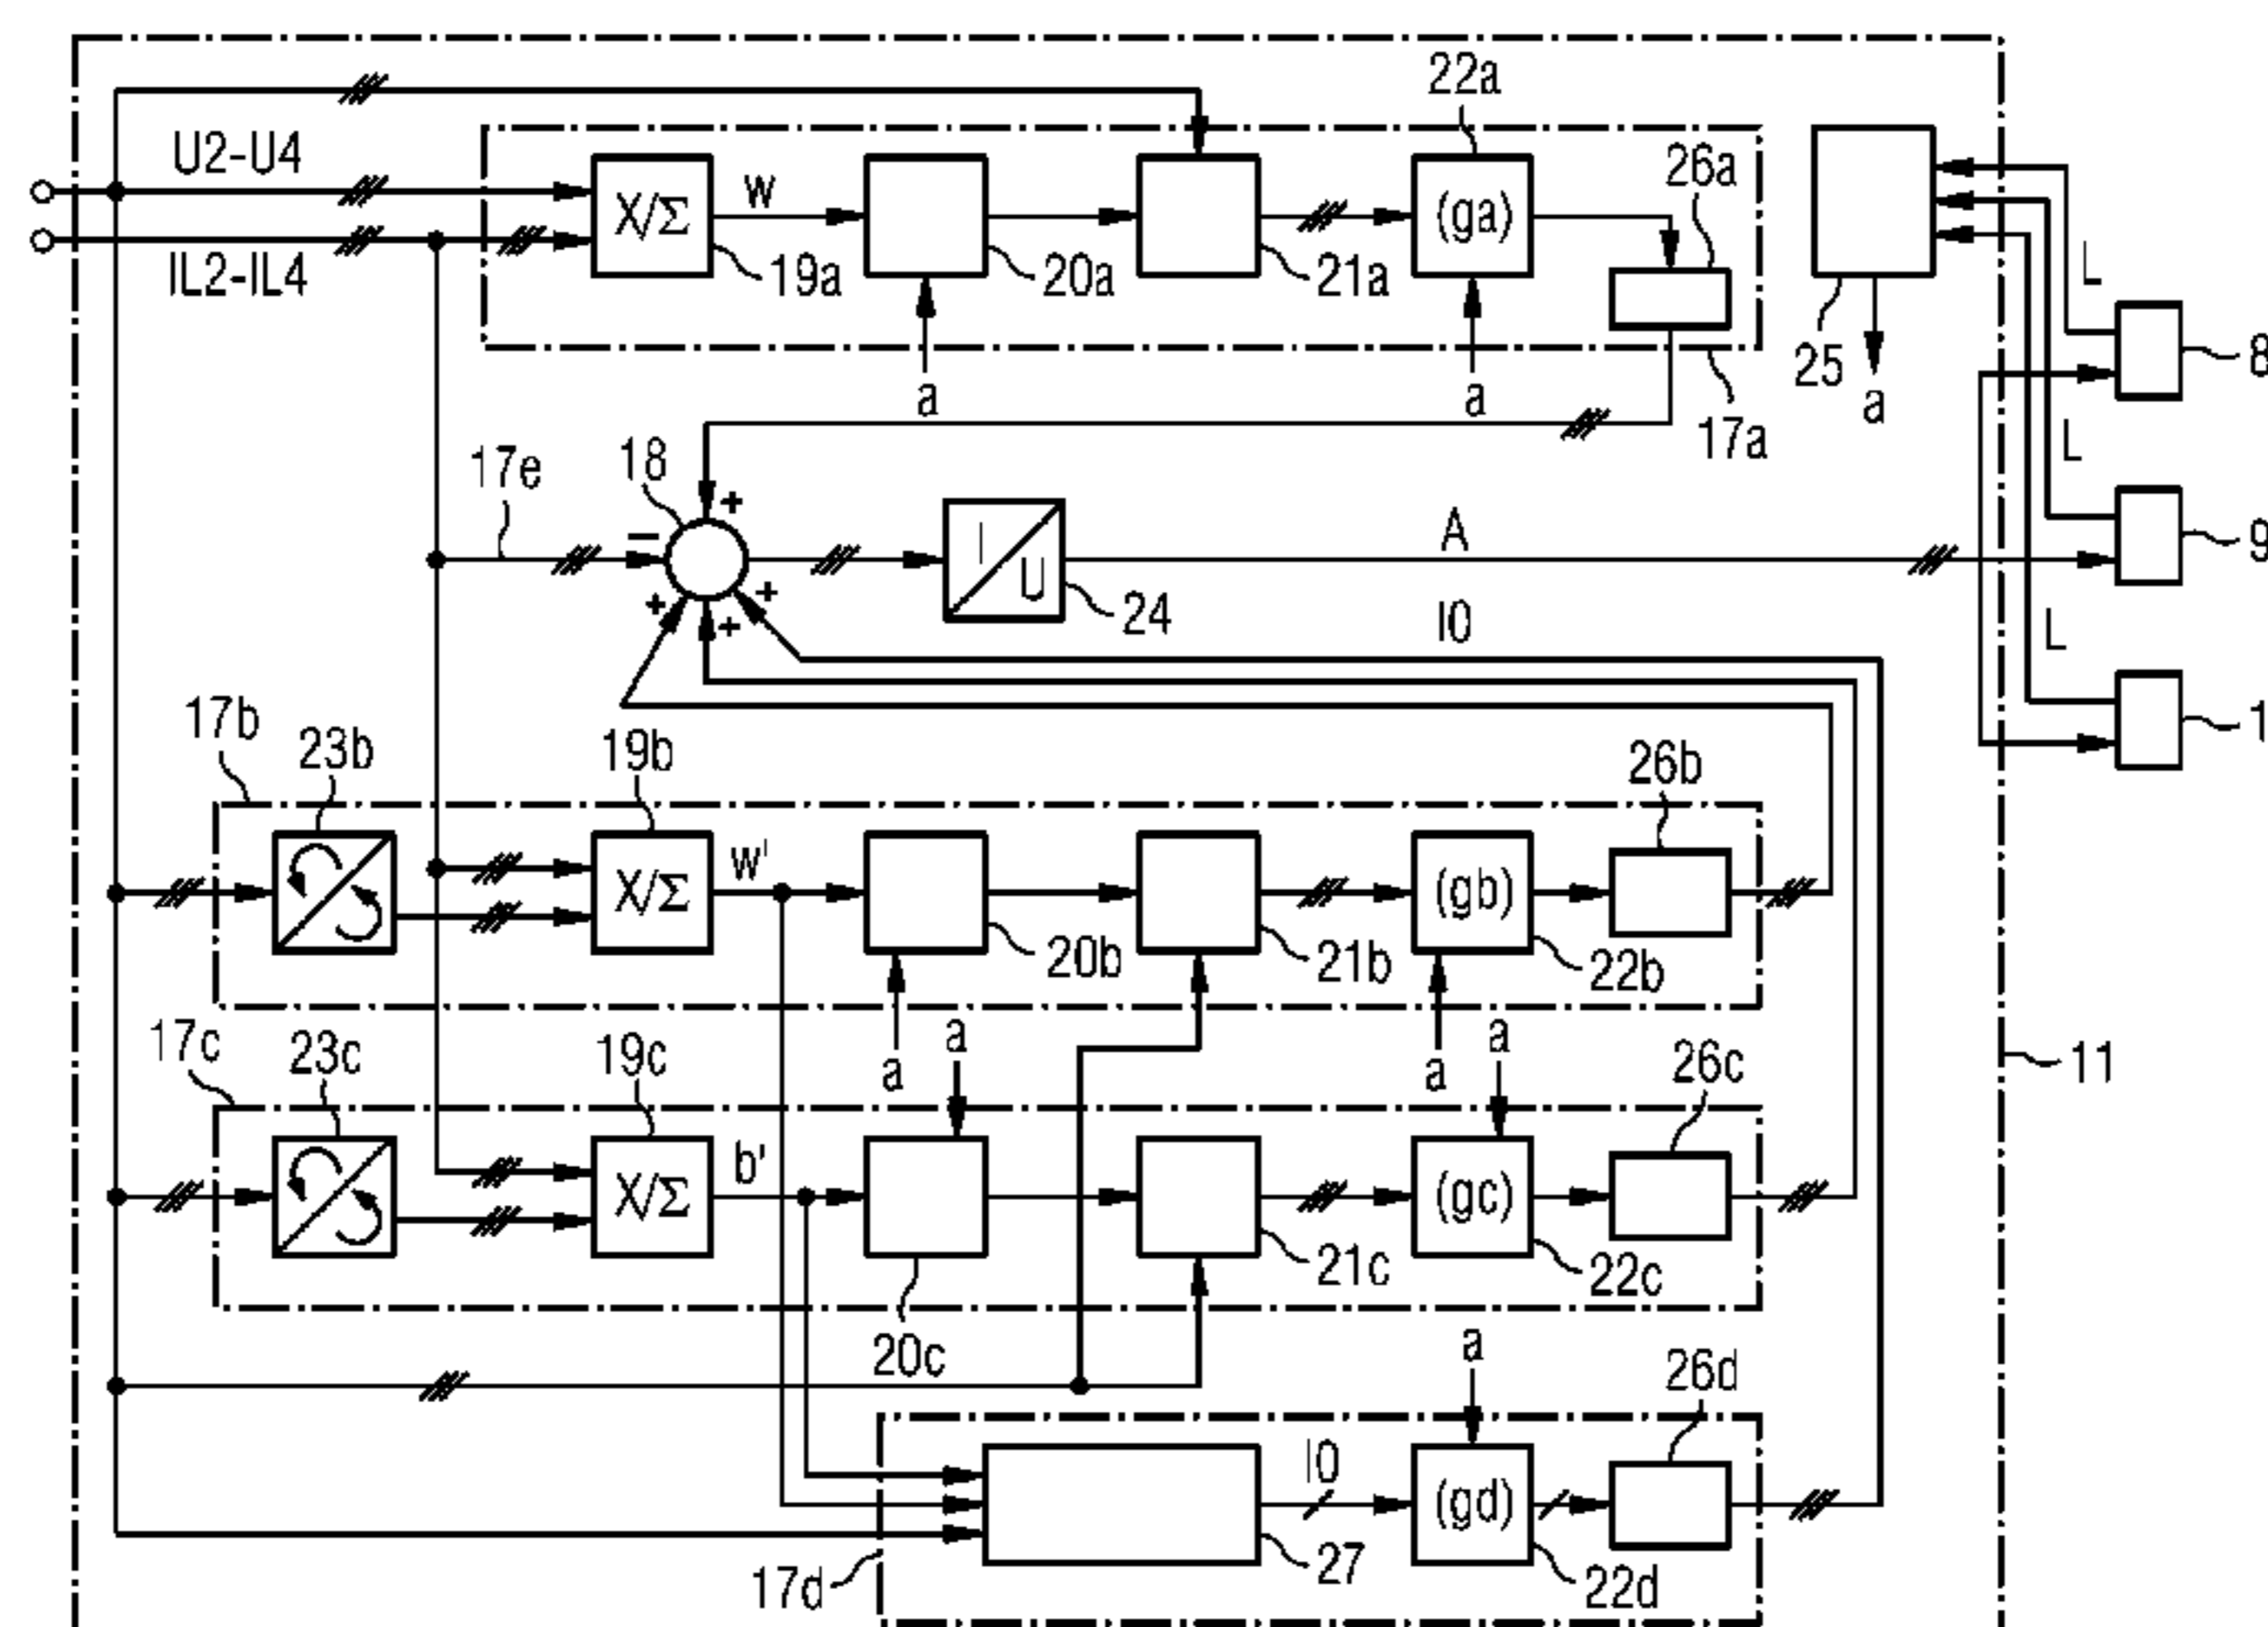 22a
U2-U4
26a
X/Σ
w
(ga)
19a
20a
21a
IL2-IL4
L
8
25
a
a
a
17a
L
17e
18
+
−
I
U
A
9
+
+
+
24
I0
L
1
17b
23b
19b
26b
w'
X/Σ
(gb)
20b
21b
22b
17c
23c
19c
a
a
a
a
26c
11
b'
X/Σ
(gc)
21c
22c
20c
a
26d
I0
(gd)
17d
27
22d